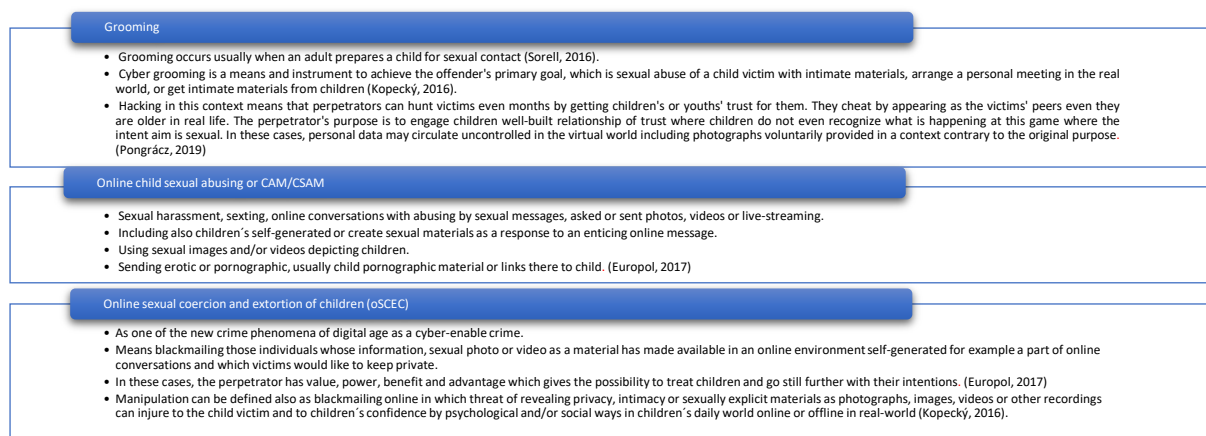 Grooming
• Grooming occurs usually when an adult prepares a child for sexual contact (Sorell, 2016).
• Cyber grooming is a means and instrument to achieve the offender's primary goal, which is sexual abuse of a child victim with intimate materials, arrange a personal meeting in the real
world, or get intimate materials from children (Kopecký, 2016).
• Hacking in this context means that perpetrators can hunt victims even months by getting children's or youths' trust for them. They cheat by appearing as the victims' peers even they
are older in real life. The perpetrator's purpose is to engage children well-built relationship of trust where children do not even recognize what is happening at this game where the
intent aim is sexual. In these cases, personal data may circulate uncontrolled in the virtual world including photographs voluntarily provided in a context contrary to the original purpose.
(Pongrácz, 2019)
Online child sexual abusing or CAM/CSAM
• Sexual harassment, sexting, online conversations with abusing by sexual messages, asked or sent photos, videos or live-streaming.
• Including also children´s self-generated or create sexual materials as a response to an enticing online message.
• Using sexual images and/or videos depicting children.
• Sending erotic or pornographic, usually child pornographic material or links there to child. (Europol, 2017)
Online sexual coercion and extortion of children (oSCEC)
• As one of the new crime phenomena of digital age as a cyber-enable crime.
• Means blackmailing those individuals whose information, sexual photo or video as a material has made available in an online environment self-generated for example a part of online
conversations and which victims would like to keep private.
• In these cases, the perpetrator has value, power, benefit and advantage which gives the possibility to treat children and go still further with their intentions. (Europol, 2017)
• Manipulation can be defined also as blackmailing online in which threat of revealing privacy, intimacy or sexually explicit materials as photographs, images, videos or other recordings
can injure to the child victim and to children´s confidence by psychological and/or social ways in children´s daily world online or offline in real-world (Kopecký, 2016).